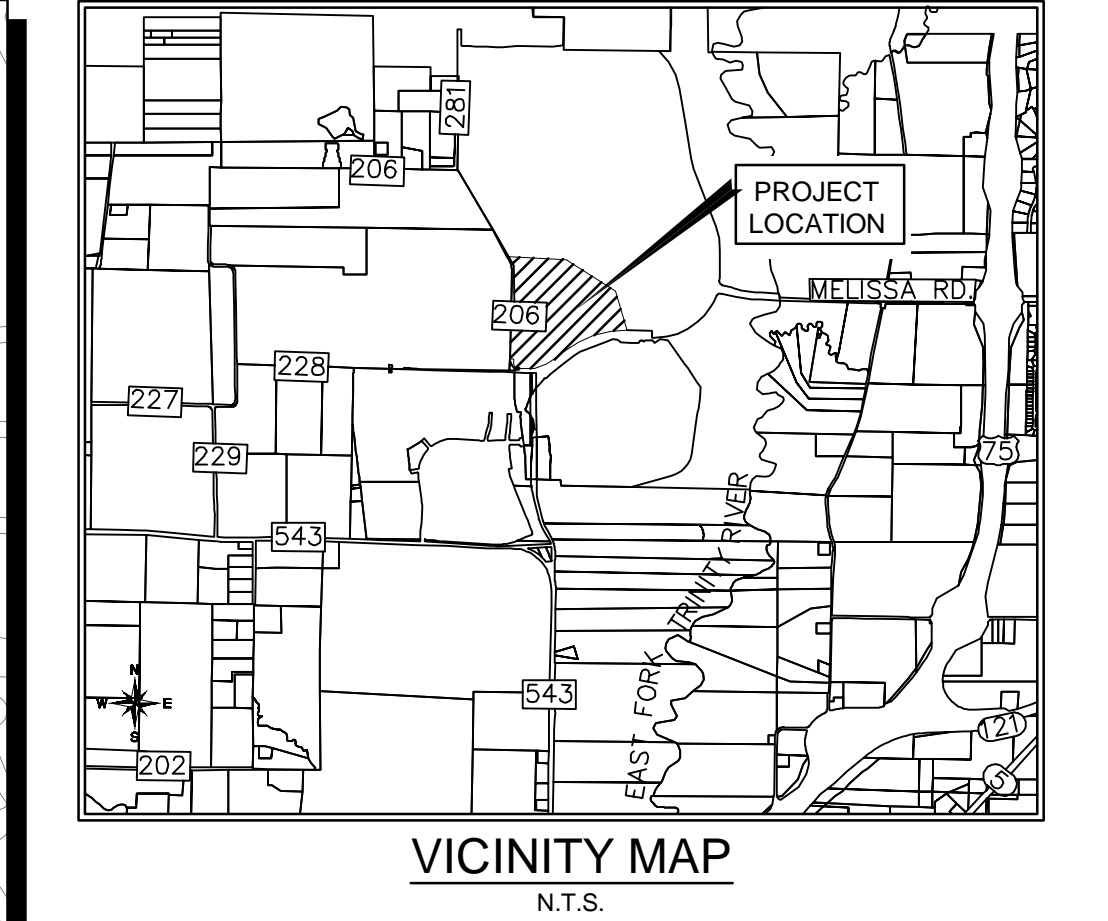 281
206
PROJECT
LOCATION
MELISSA RD.
206
228
227
229
75
543
EAST FORK TRINITY RIVER
543
N
W E
S
202
21
5
VICINITY MAP
N.T.S.